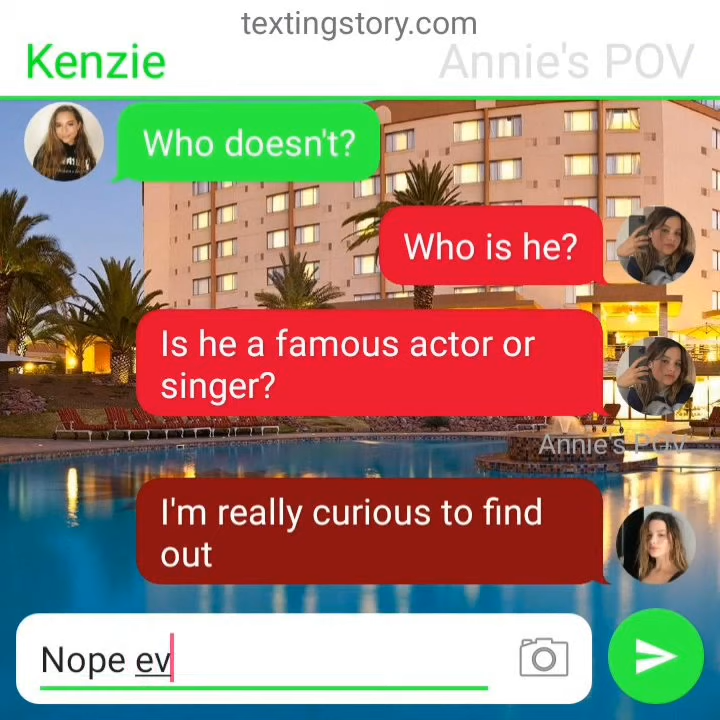 textingstory.com
Kenzie
Annie's POV
Who doesn't?
Who is he?
Is he a famous actor or
singer?
Annie's POV
I'm really curious to find
out
Nope ev